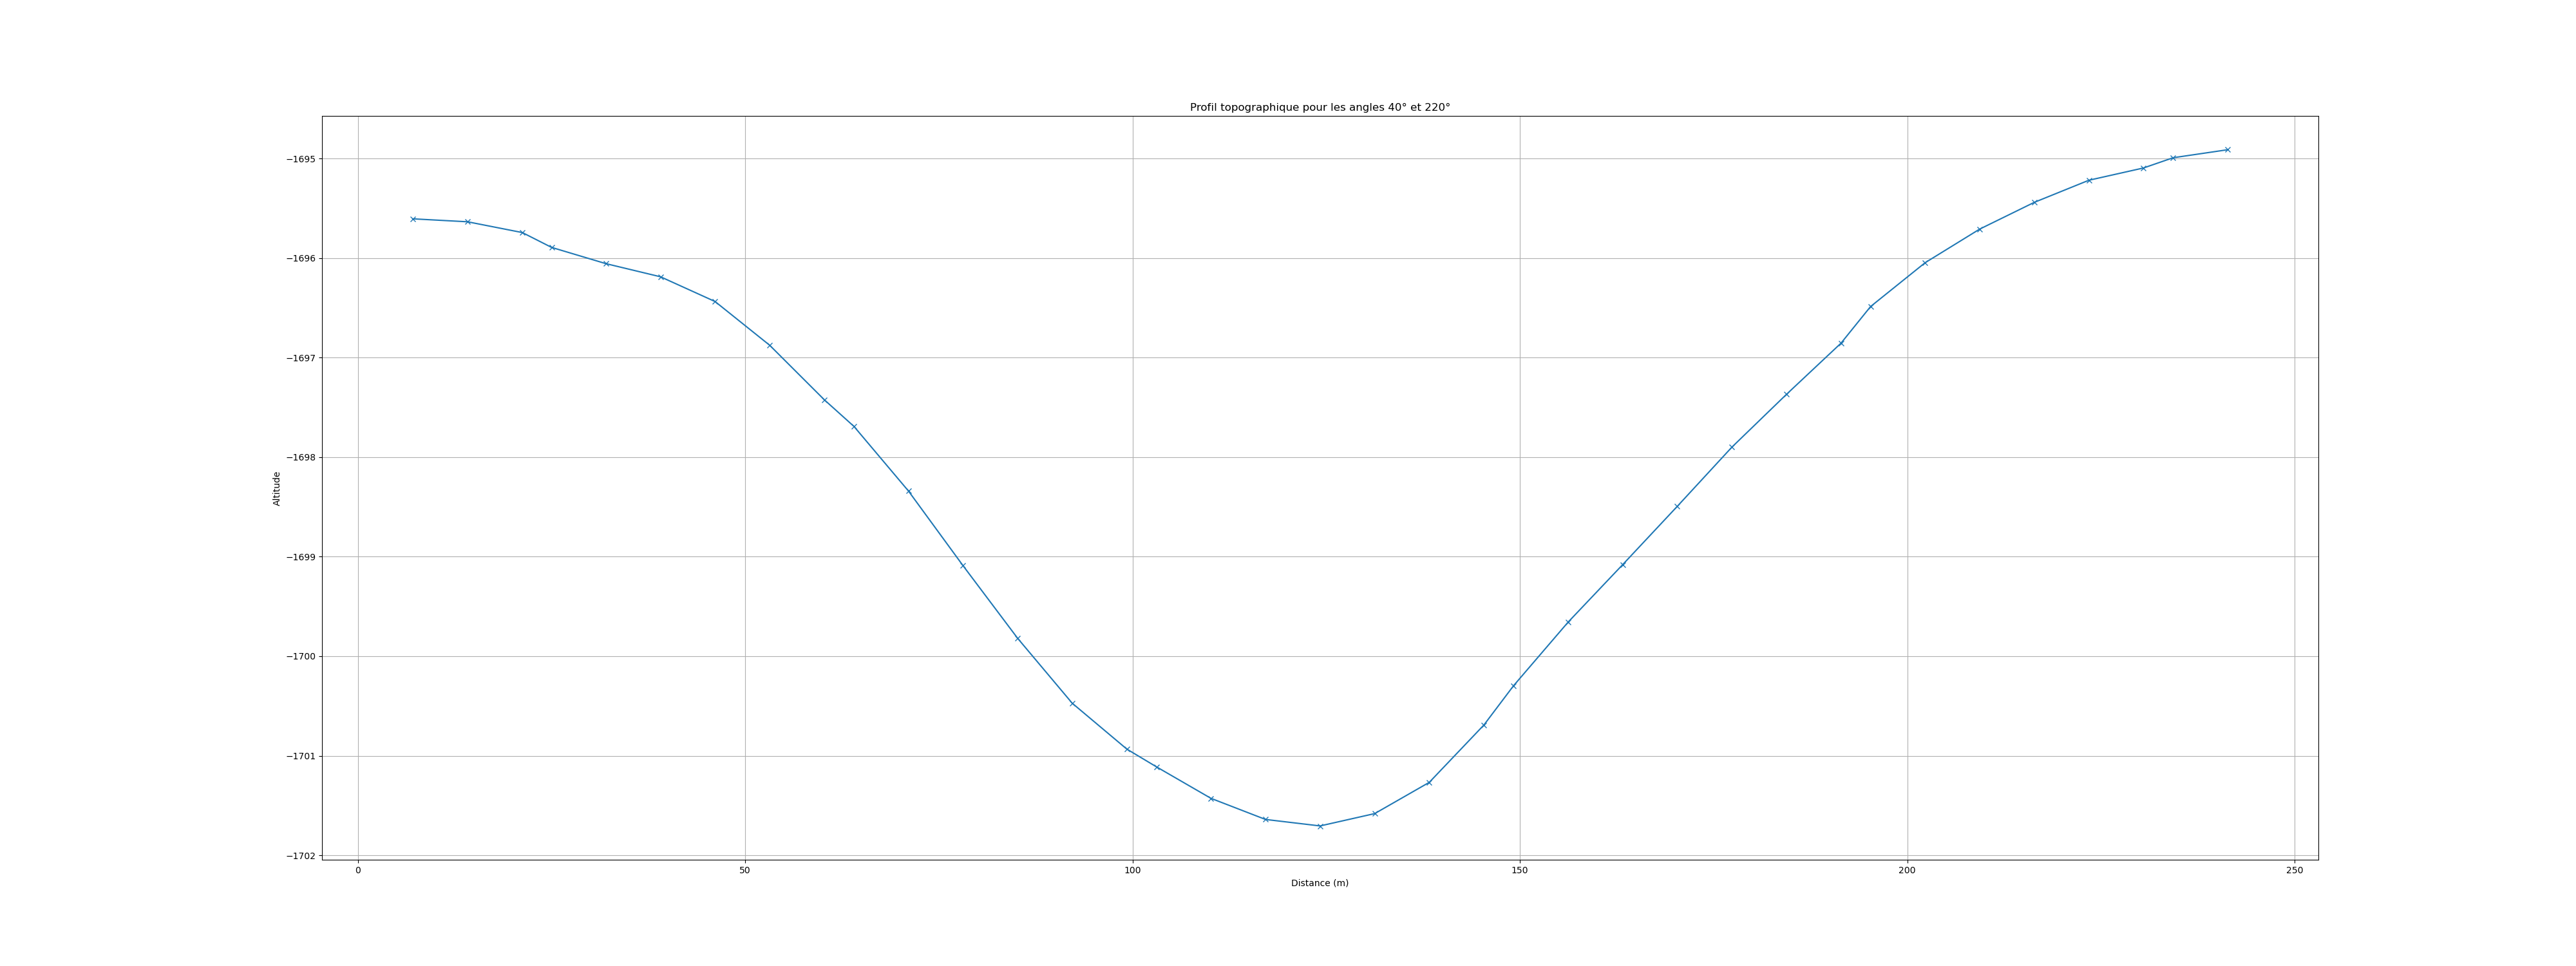 Profil topographique pour les angles 40° et 220°
Altitude
−1695
−1696
−1697
−1698
−1699
−1700
−1701
−1702
0 50 100 150 200 250
Distance (m)